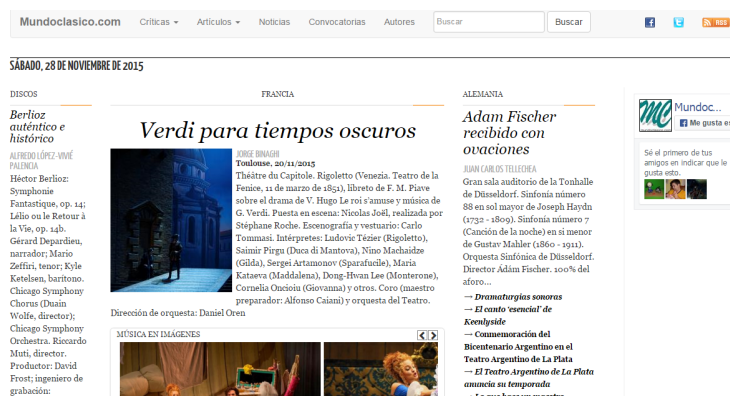 Mundoclasico.com Críticas Artículos Noticias Convocatorias Autores Buscar Buscar RSS
SÁBADO, 28 DE NOVIEMBRE DE 2015
DISCOS
Berlioz
auténtico e
histórico
ALFREDO LÓPEZ-VIVIÉ
PALENCIA
Héctor Berlioz:
Symphonie
Fantastique, op. 14;
Lélio ou le Retour à
la Vie, op. 14b.
Gérard Depardieu,
narrador; Mario
Zeffiri, tenor; Kyle
Ketelsen, barítono.
Chicago Symphony
Chorus (Duain
Wolfe, director);
Chicago Symphony
Orchestra. Riccardo
Muti, director.
Productor: David
Frost; ingeniero de
grabación:
FRANCIA
Verdi para tiempos oscuros
JORGE BINAGHI
Toulouse, 20/11/2015
Théâtre du Capitole. Rigoletto (Venezia. Teatro de la
Fenice, 11 de marzo de 1851), libreto de F. M. Piave
sobre el drama de V. Hugo Le roi s'amuse y música de
G. Verdi. Puesta en escena: Nicolas Joël, realizada por
Stéphane Roche. Escenografía y vestuario: Carlo
Tommasi. Intérpretes: Ludovic Tézier (Rigoletto),
Saimir Pirgu (Duca di Mantova), Nino Machaidze
(Gilda), Sergei Artamonov (Sparafucile), Maria
Kataeva (Maddalena), Dong-Hwan Lee (Monterone),
Cornelia Oncioiu (Giovanna) y otros. Coro (maestro
preparador: Alfonso Caiani) y orquesta del Teatro.
Dirección de orquesta: Daniel Oren
MÚSICA EN IMÁGENES
ALEMANIA
Adam Fischer
recibido con
ovaciones
JUAN CARLOS TELLECHEA
Gran sala auditorio de la Tonhalle
de Düsseldorf. Sinfonía número
88 en sol mayor de Joseph Haydn
(1732 - 1809). Sinfonía número 7
(Canción de la noche) en si menor
de Gustav Mahler (1860 - 1911).
Orquesta Sinfónica de Düsseldorf.
Director Ádám Fischer. 100% del
aforo...
→ Dramaturgias sonoras
→ El canto 'esencial' de
Keenlyside
→ Conmemoración del
Bicentenario Argentino en el
Teatro Argentino de La Plata
→ El Teatro Argentino de La Plata
anuncia su temporada
→ Lo que hace un maestro
MC Mundoc...
Me gusta es
Sé el primero de tus
amigos en indicar que le
gusta esto.